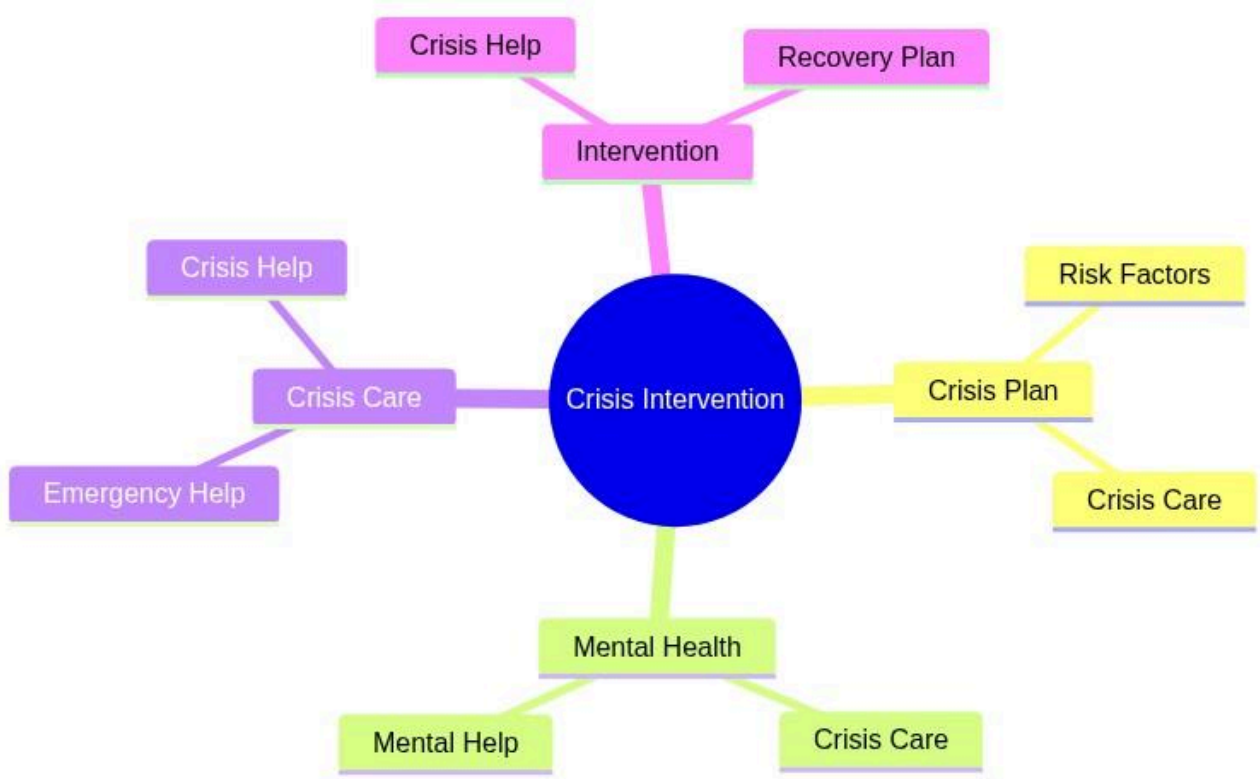 Crisis Help
Recovery Plan
Intervention
Crisis Help
Risk Factors
Crisis Care
Crisis Intervention
Crisis Plan
Emergency Help
Crisis Care
Mental Health
Mental Help
Crisis Care